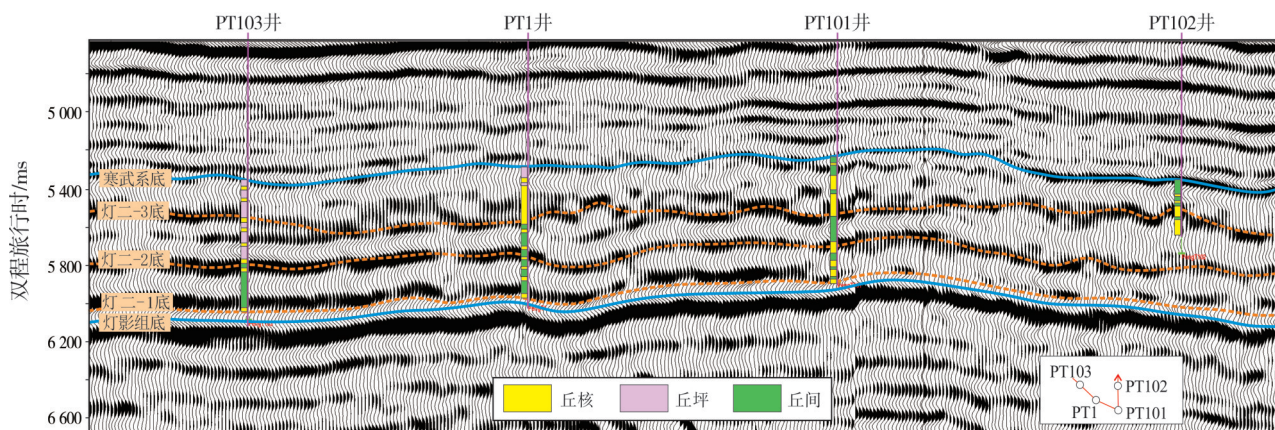 PT103井 PT1井 PT101井 PT102井
双程旅行时/ms
5 000
5 400
5 800
6 200
6 600
寒武系底
灯二-3底
灯二-2底
灯二-1底
灯影组底
丘核 丘坪 丘间
PT103
PT102
PT1
PT101